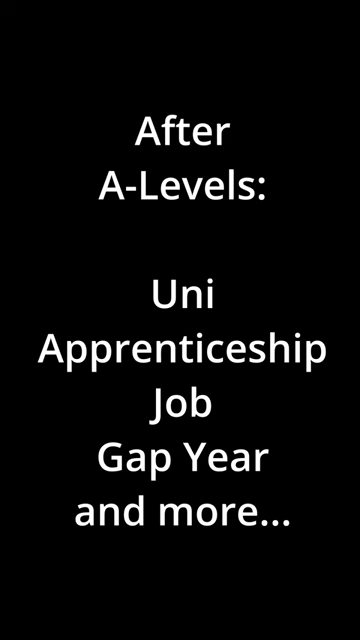 After
A-Levels:
Uni
Apprenticeship
Job
Gap Year
and more...